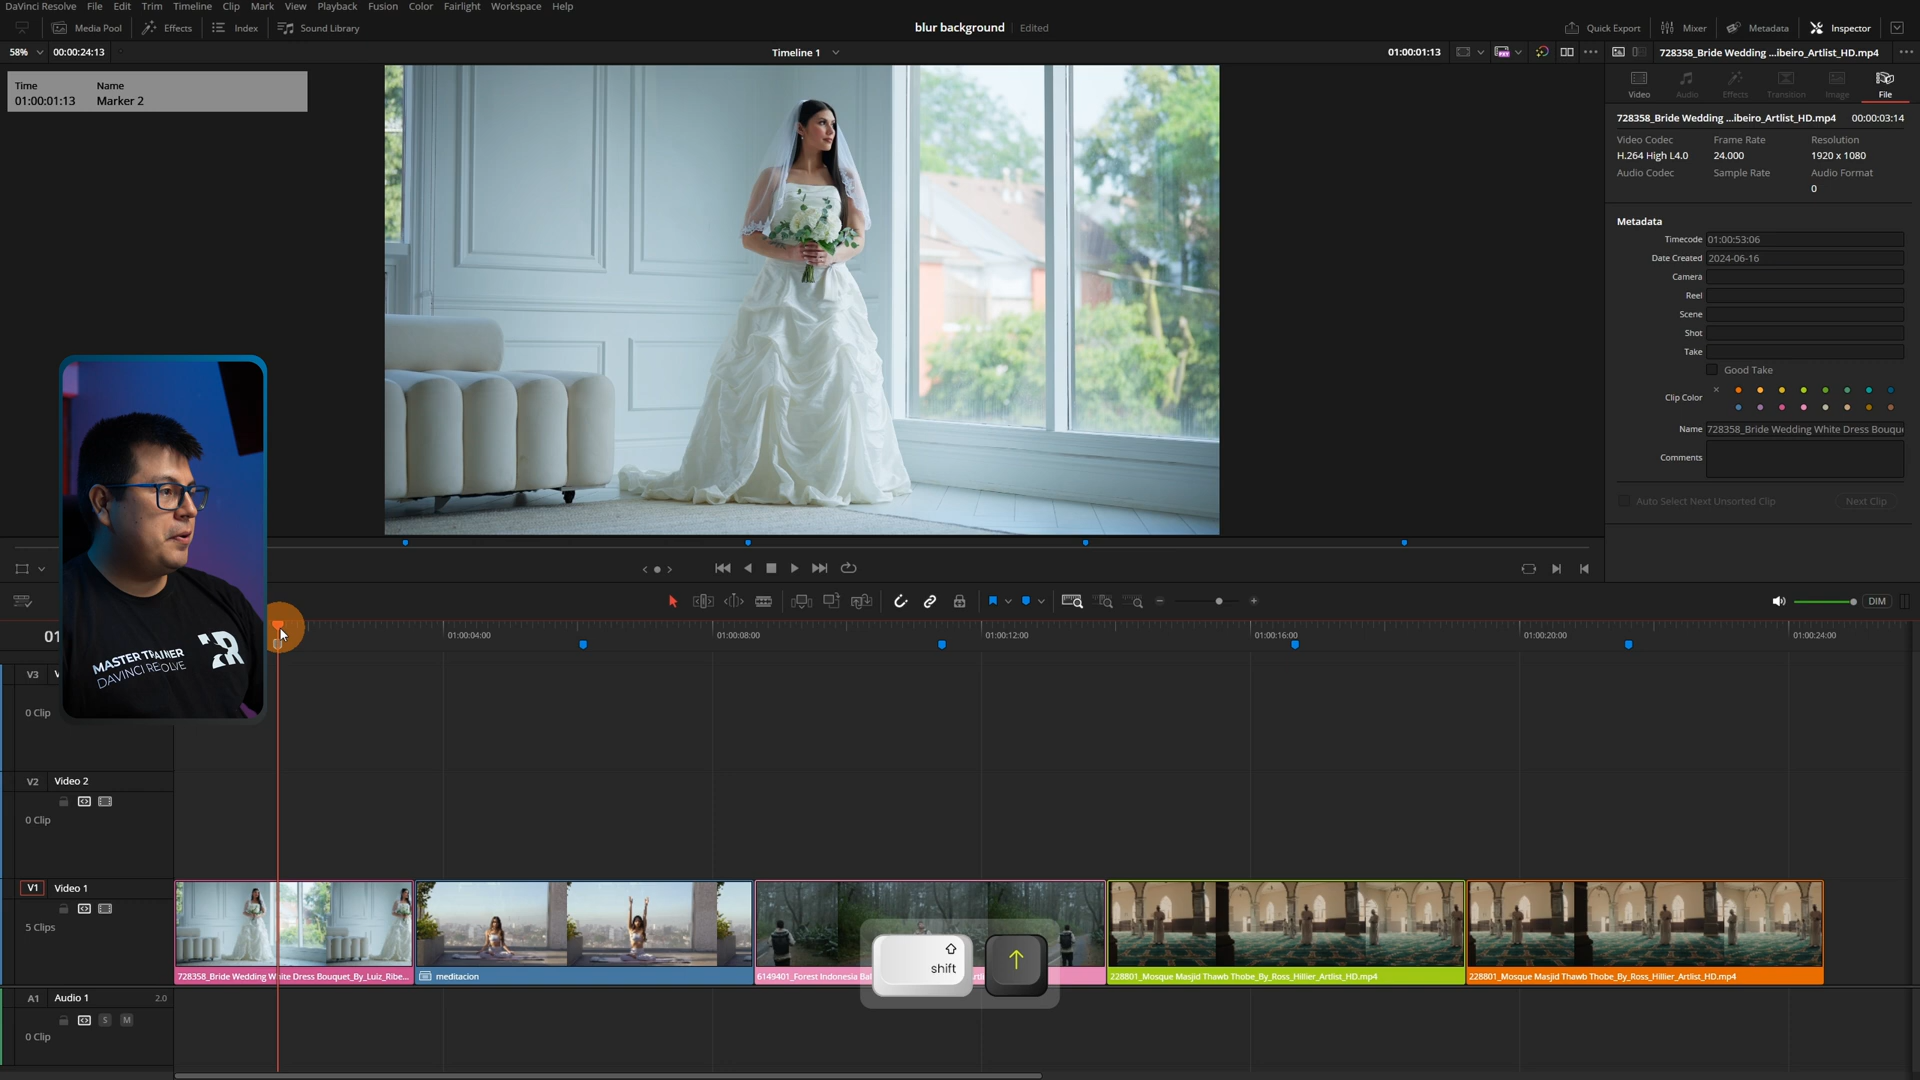 DaVinci Resolve File Edit Trim Timeline Clip Mark View Playback Fusion Color Fairlight Workspace Help
Media Pool Effects Index Sound Library
blur background Edited
Quick Export Mixer Metadata Inspector
58% 00:00:24:13
Timeline 1
01:00:01:13
728358_Bride Wedding ...ibeiro_Artlist_HD.mp4
Time Name
01:00:01:13 Marker 2
Video Audio Effects Transition Image File
728358_Bride Wedding ...ibeiro_Artlist_HD.mp4 00:00:03:14
Video Codec Frame Rate Resolution
H.264 High L4.0 24.000 1920 x 1080
Audio Codec Sample Rate Audio Format
0
Metadata
Timecode 01:00:53:06
Date Created 2024-06-16
Camera
Reel
Scene
Shot
Take
Good Take
Clip Color
Name 728358_Bride Wedding White Dress Bouqu
Comments
Auto Select Next Unsorted Clip Next Clip
MASTER TRAINER
DAVINCI RESOLVE
DIM
01
01:00:04:00 01:00:08:00 01:00:12:00 01:00:16:00 01:00:20:00 01:00:24:00
V3 V
0 Clip
V2 Video 2
0 Clip
V1 Video 1
5 Clips
728358_Bride Wedding White Dress Bouquet_By_Luiz_Ribe...
meditacion
6149401_Forest Indonesia Bal
228801_Mosque Masjid Thawb Thobe_By_Ross_Hillier_Artlist_HD.mp4
228801_Mosque Masjid Thawb Thobe_By_Ross_Hillier_Artlist_HD.mp4
shift
A1 Audio 1 2.0
S M
0 Clip